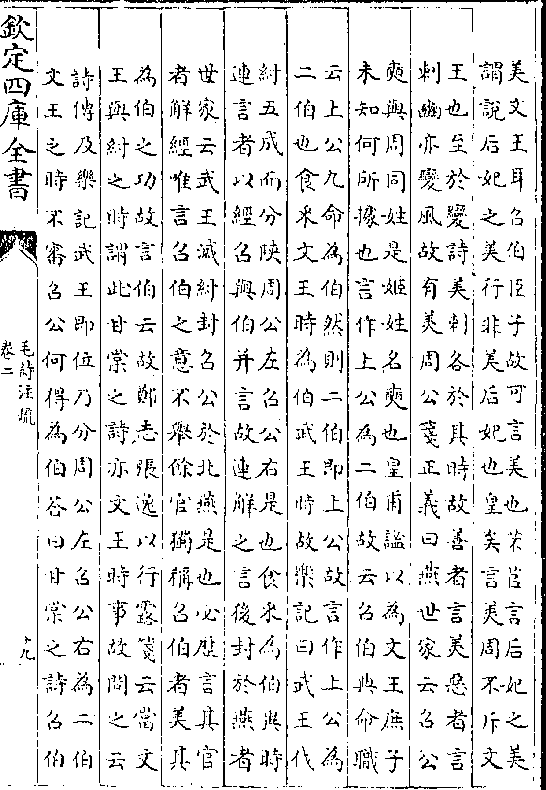 美文王耳召伯臣子故可言美也芣苢言后妃之美
謂說后妃之美行非美后妃也皇矣言美周不斥文
王也至於變詩美刺各於其時故善者言美惡者言
刺豳亦變風故有美周公箋正義曰燕世家云召公
奭與周同姓是姬姓名奭也皇甫謐以為文王庶子
未知何所據也言作上公為二伯故云召伯典命職
云上公九命為伯然則二伯即上公故言作上公為
二伯也食采文王時為伯武王時故樂記曰武王伐
紂五成而分陝周公左召公右是也食采為伯異時
連言者以經召與伯并言故連解之言後封於燕者
世家云武王滅紂封召公於北燕是也必歷言其官
者解經唯言召伯之意不舉餘官獨稱召伯者美其
為伯之功故言伯云故鄭志張逸以行露箋云當文
王與紂之時謂此甘棠之詩亦文王時事故問之云
詩傳及樂記武王即位乃分周公左召公右為二伯
文王之時不審召公何得為伯答曰甘棠之詩召伯
欽定四庫全書
毛詩注疏
卷二
十九